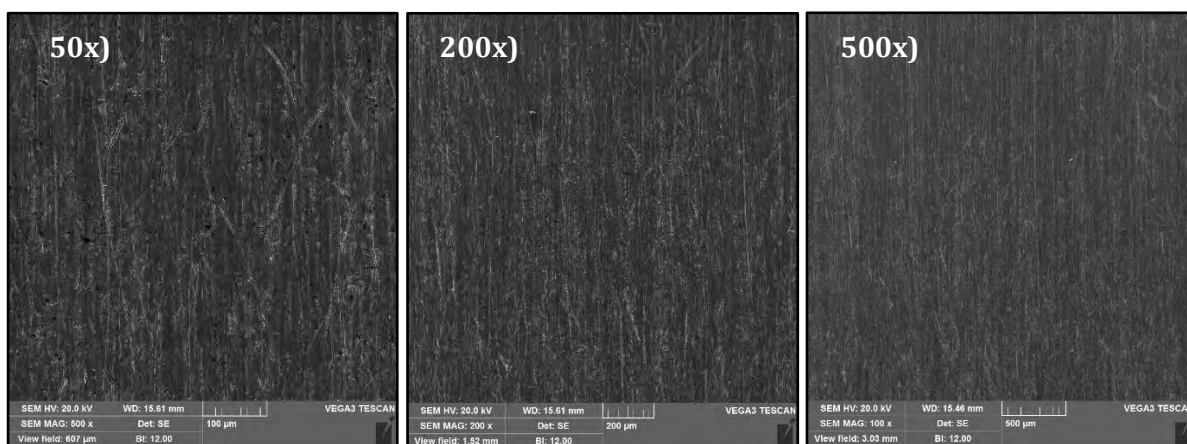 50x)
200x)
500x)
SEM HV: 20.0 kV WD: 15.61 mm
SEM MAG: 500 x Det: SE 100 µm
View field: 607 µm BI: 12.00
VEGA3 TESCAN
SEM HV: 20.0 kV WD: 15.61 mm
SEM MAG: 200 x Det: SE 200 µm
View field: 1.52 mm BI: 12.00
VEGA3 TESCAN
SEM HV: 20.0 kV WD: 15.46 mm
SEM MAG: 100 x Det: SE 500 µm
View field: 3.03 mm BI: 12.00
VEGA3 TESCAN